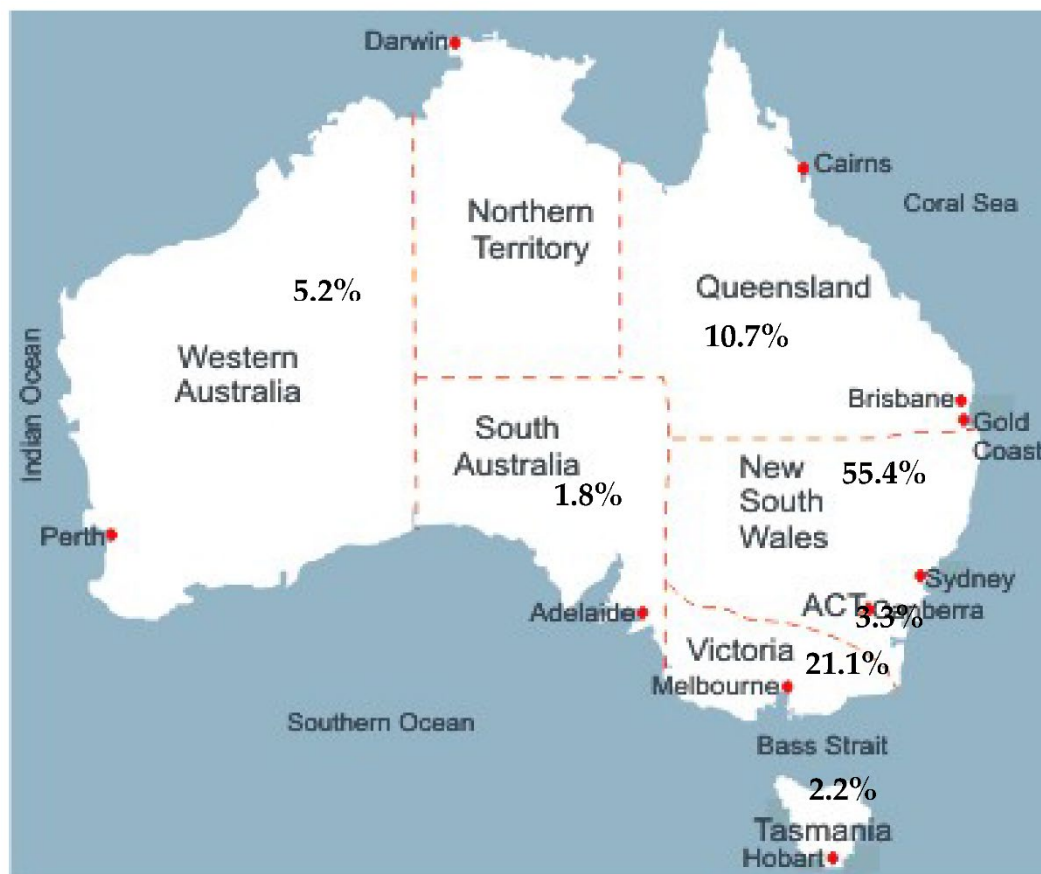 Darwin
Cairns
Coral Sea
Northern
Territory
Queensland
5.2%
10.7%
Western
Australia
Indian Ocean
Brisbane
Gold
Coast
South
Australia
1.8%
New
South
Wales
55.4%
Perth
Sydney
ACT
Canberra
3.3%
Adelaide
Victoria
21.1%
Melbourne
Southern Ocean
Bass Strait
2.2%
Tasmania
Hobart